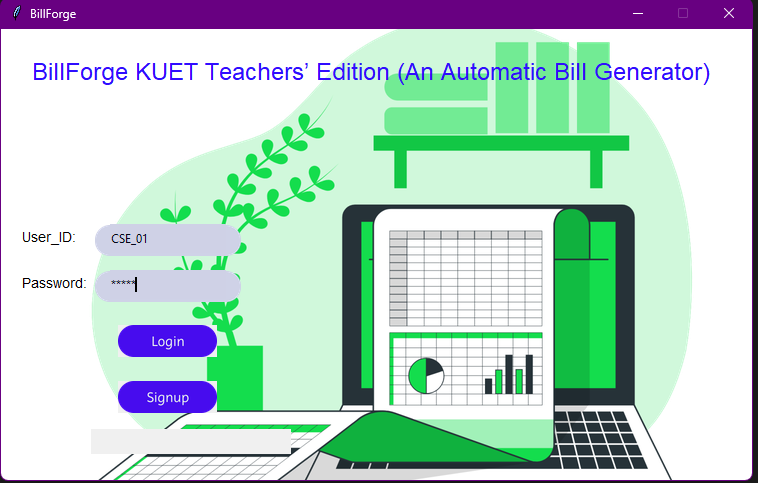 BillForge
BillForge KUET Teachers’ Edition (An Automatic Bill Generator)
User_ID: CSE_01
Password: *****
Login
Signup